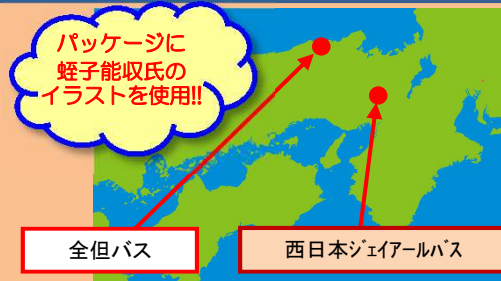 パッケージに
蛭子能収氏の
イラストを使用!!
全但バス
西日本ｼﾞｪｲｱｰﾙﾊﾞｽ